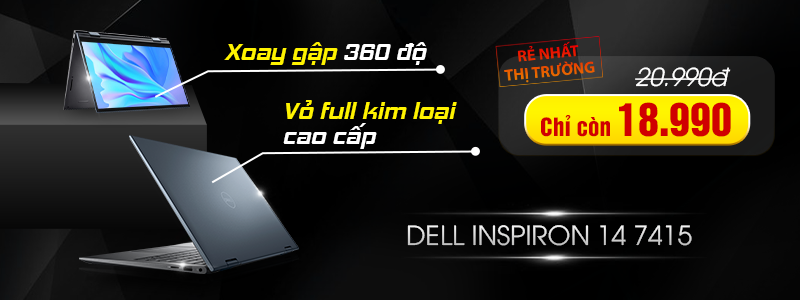 Xoay gập 360 độ
Vỏ full kim loại
cao cấp
RẺ NHẤT
THỊ TRƯỜNG
20.990đ
Chỉ còn 18.990
DELL INSPIRON 14 7415